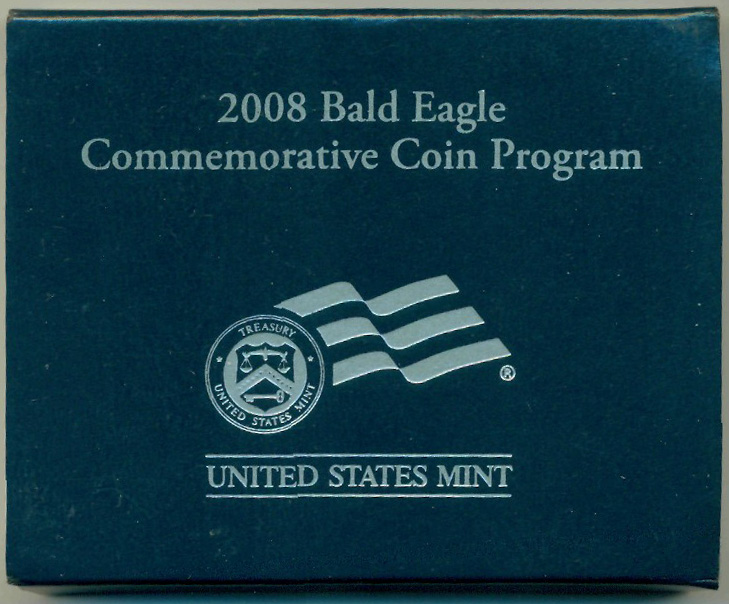 2008 Bald Eagle
Commemorative Coin Program
TREASURY
UNITED STATES MINT
®
UNITED STATES MINT